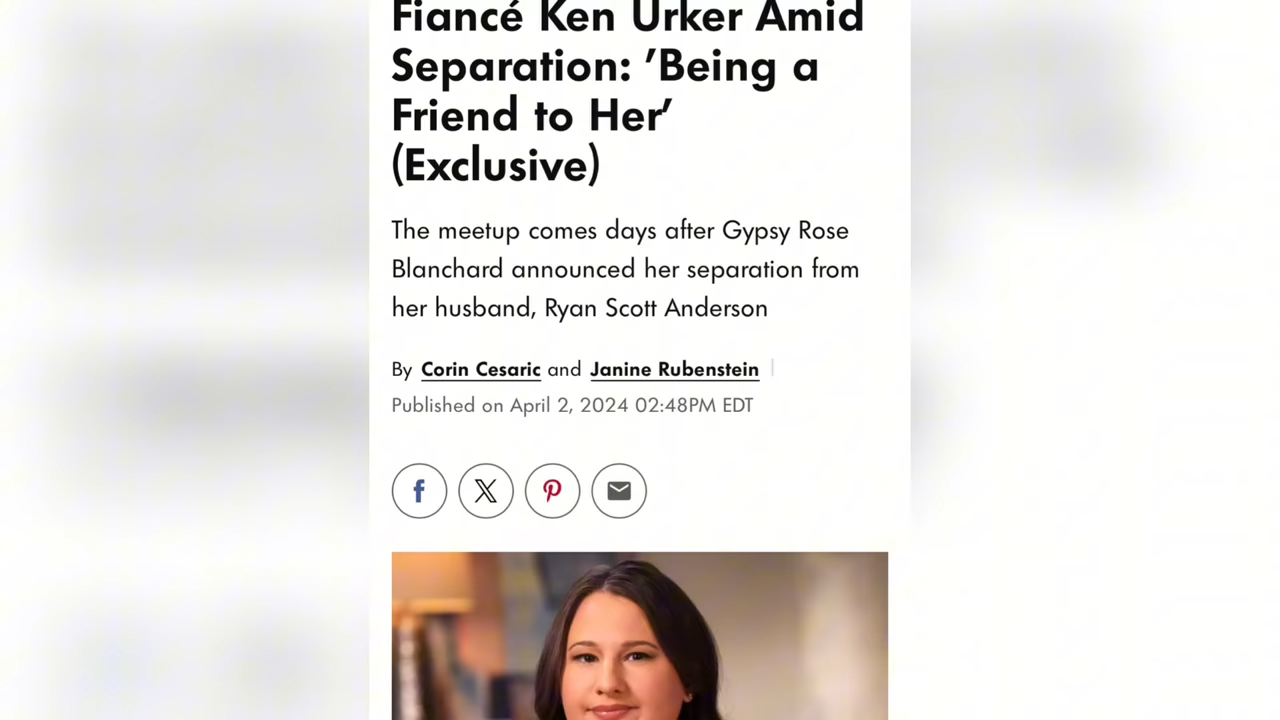 Fiancé Ken Urker Amid
Separation: 'Being a
Friend to Her'
(Exclusive)
The meetup comes days after Gypsy Rose
Blanchard announced her separation from
her husband, Ryan Scott Anderson
By Corin Cesaric and Janine Rubenstein
Published on April 2, 2024 02:48PM EDT